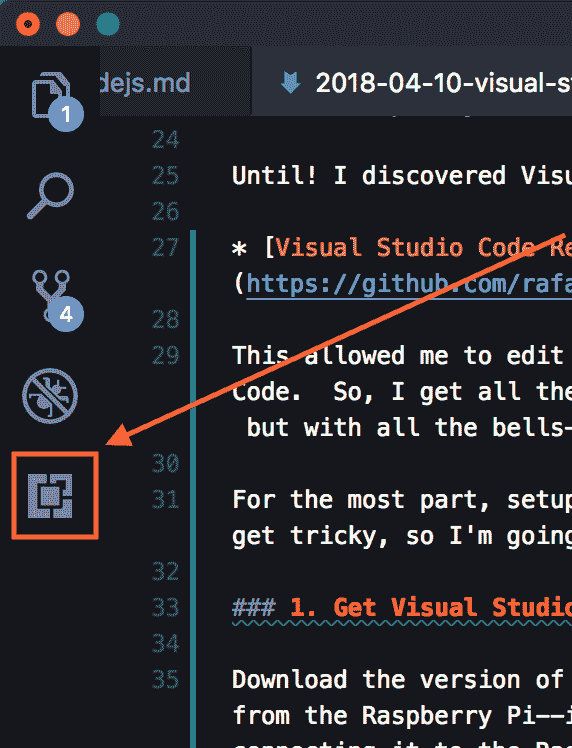 dejs.md
2018-04-10-visual-s
1
24
25 Until! I discovered Visu
26
27 * [Visual Studio Code Re
(https://github.com/rafa
4
28
29 This allowed me to edit
Code.  So, I get all the
but with all the bells-
30
31 For the most part, setup
get tricky, so I'm going
32
33 ### 1. Get Visual Studio
34
35 Download the version of
from the Raspberry Pi--i